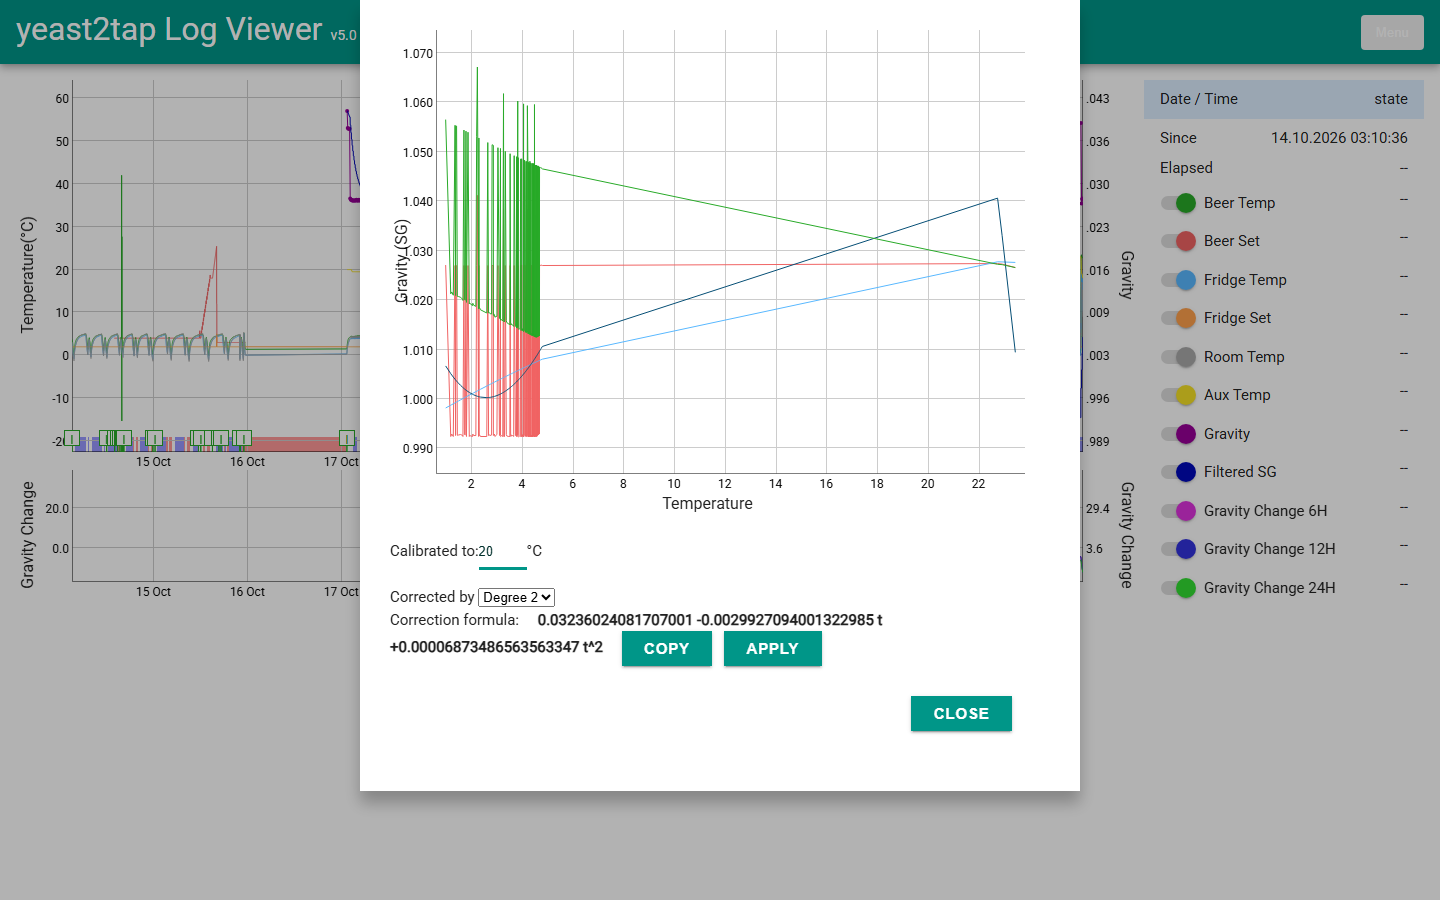 yeast2tap Log Viewer v5.0
Menu
60
50
40
30
20
10
0
-10
-20
Temperature(°C)
15 Oct
16 Oct
17 Oct
20.0
0.0
Gravity Change
15 Oct
16 Oct
17 Oct
1.070
1.060
1.050
1.040
1.030
1.020
1.010
1.000
0.990
Gravity(SG)
2
4
6
8
10
12
14
16
18
20
22
Temperature
Calibrated to:20 °C
Corrected by Degree 2
Correction formula: 0.03236024081707001 -0.0029927094001322985 t
+0.00006873486563563347 t^2 COPY APPLY
CLOSE
.043
.036
.030
.023
.016
.009
.003
.996
.989
Gravity
29.4
3.6
Gravity Change
Date / Time state
Since 14.10.2026 03:10:36
Elapsed --
Beer Temp --
Beer Set --
Fridge Temp --
Fridge Set --
Room Temp --
Aux Temp --
Gravity --
Filtered SG --
Gravity Change 6H --
Gravity Change 12H --
Gravity Change 24H --